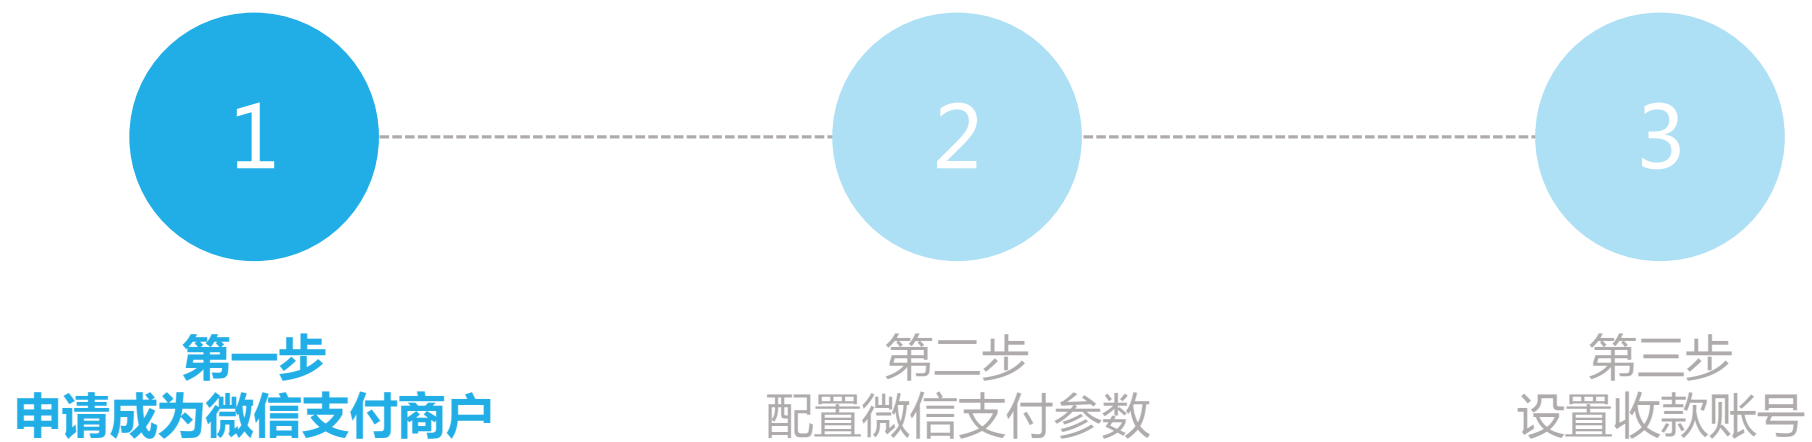 1
2
3
第一步
申请成为微信支付商户
第二步
配置微信支付参数
第三步
设置收款账号